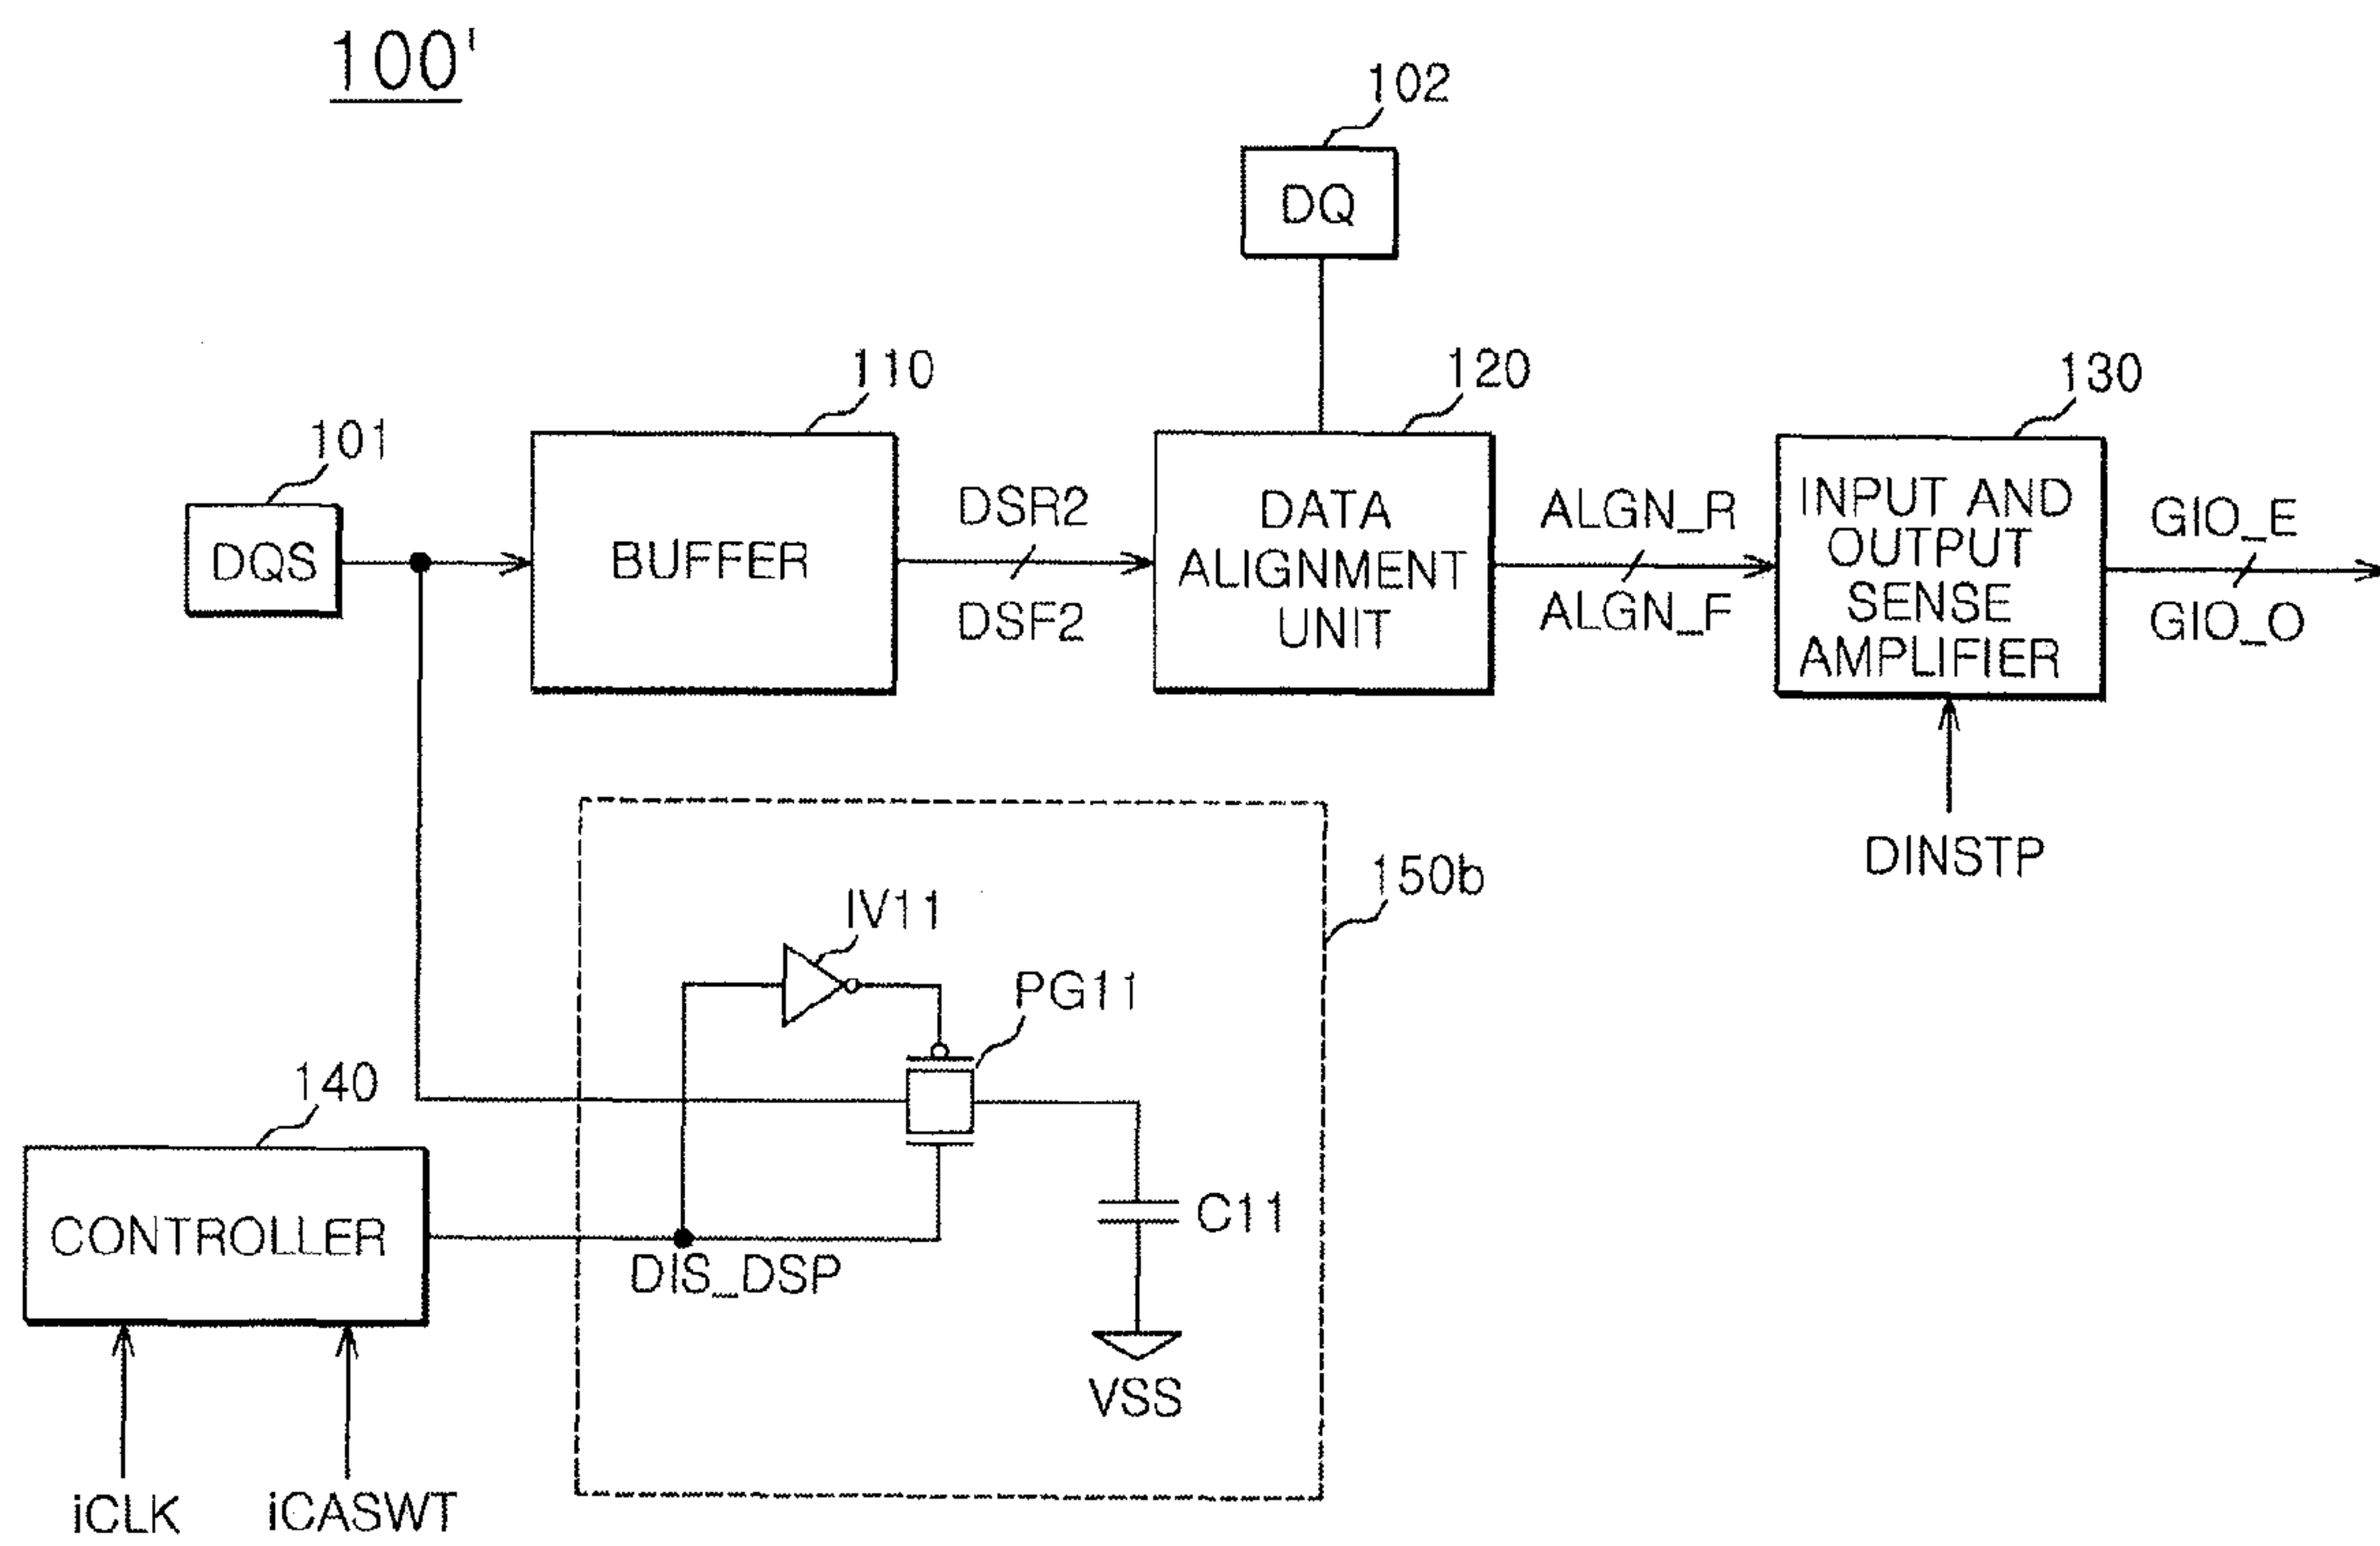 100'
102
DQ
110
120
130
101
DQS
BUFFER
DSR2
DSF2
DATA
ALIGNMENT
UNIT
ALGN_R
ALGN_F
INPUT AND
OUTPUT
SENSE
AMPLIFIER
GIO_E
GIO_O
DINSTP
150b
IV11
PG11
140
CONTROLLER
DIS_DSP
C11
VSS
iCLK
iCASWT